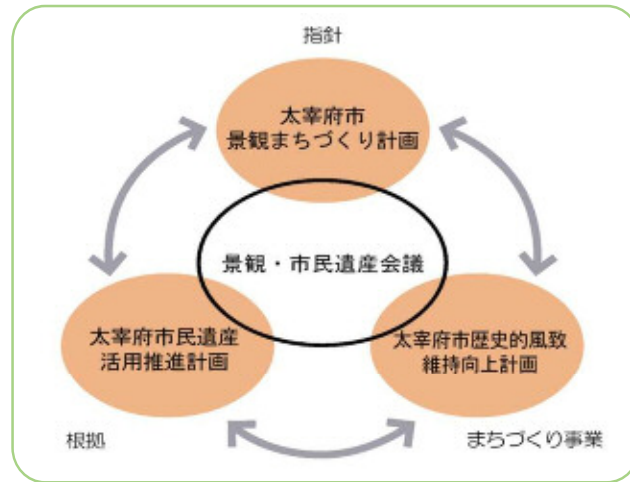 指針
太宰府市
景観まちづくり計画
景観・市民遺産会議
太宰府市民遺産
活用推進計画
太宰府市歴史的風致
維持向上計画
根拠
まちづくり事業